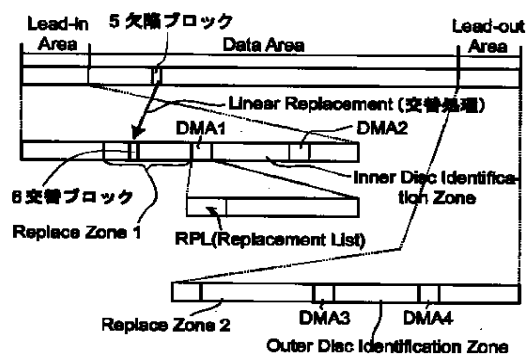 Lead-in
Area
5 欠陥ブロック
Data Area
Lead-out
Area
Linear Replacement (交替処理)
DMA1
DMA2
6交替ブロック
Replace Zone 1
Inner Disc Identifica-
tion Zone
RPL(Replacement List)
Replace Zone 2
DMA3
DMA4
Outer Disc Identification Zone